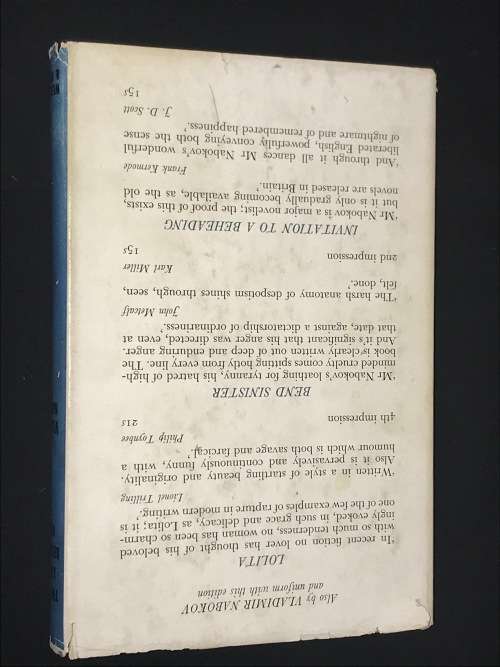 Also by VLADIMIR NABOKOV
and uniform with this edition
LOLITA
'In recent fiction no lover has thought of his beloved
with so much tenderness, no woman has been so charm-
ingly evoked, in such grace and delicacy, as Lolita; it is
one of the few examples of rapture in modern writing.'
Lionel Trilling
'Written in a style of startling beauty and originality.
Also it is pervasively and continuously funny, with a
humour which is both savage and farcical.'
Philip Toynbee
4th impression 21s
BEND SINISTER
'Mr Nabokov's loathing for tyranny, his hatred of high-
minded cruelty comes spitting hotly from every line. The
book is clearly written out of deep and enduring anger.
And it's significant that his anger was directed, even at
that date, against a dictatorship of ordinariness.'
John Metcalf
'The harsh anatomy of despotism shines through, seen,
felt, done.'
Karl Miller
2nd impression 15s
INVITATION TO A BEHEADING
'Mr Nabokov is a major novelist; the proof of this exists,
but it is only gradually becoming available, as the old
novels are released in Britain.'
Frank Kermode
'And through it all dances Mr Nabokov's wonderful
liberated English, powerfully conveying both the sense
of nightmare and of remembered happiness.'
J. D. Scott
15s